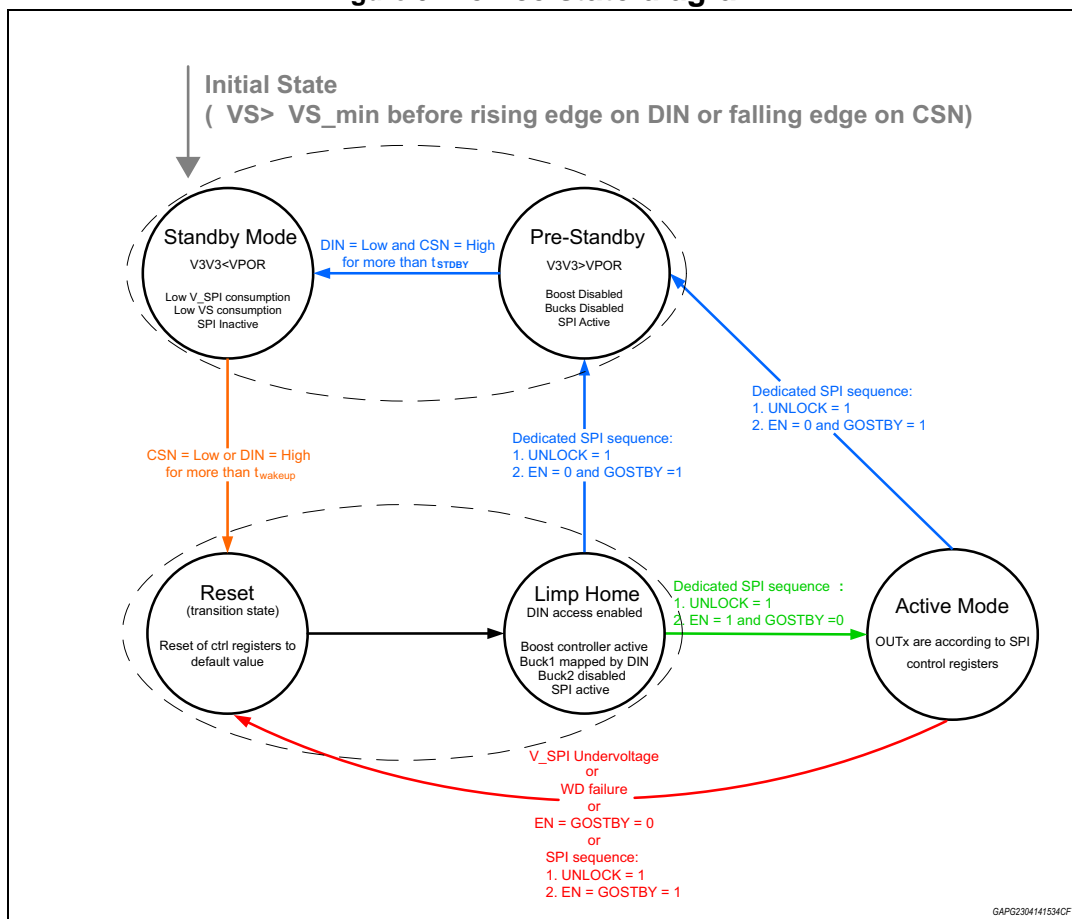 Initial State
( VS> VS_min before rising edge on DIN or falling edge on CSN)
Standby Mode
V3V3<VPOR
Low V_SPI consumption
Low VS consumption
SPI Inactive
DIN = Low and CSN = High
for more than tSTDBY
Pre-Standby
V3V3>VPOR
Boost Disabled
Bucks Disabled
SPI Active
Dedicated SPI sequence:
1. UNLOCK = 1
2. EN = 0 and GOSTBY = 1
CSN = Low or DIN = High
for more than twakeup
Dedicated SPI sequence:
1. UNLOCK = 1
2. EN = 0 and GOSTBY =1
Reset
(transition state)
Reset of ctrl registers to
default value
Limp Home
DIN access enabled
Boost controller active
Buck1 mapped by DIN
Buck2 disabled
SPI active
Dedicated SPI sequence :
1. UNLOCK = 1
2. EN = 1 and GOSTBY =0
Active Mode
OUTx are according to SPI
control registers
V_SPI Undervoltage
or
WD failure
or
EN = GOSTBY = 0
or
SPI sequence:
1. UNLOCK = 1
2. EN = GOSTBY = 1
GAPG2304141534CF